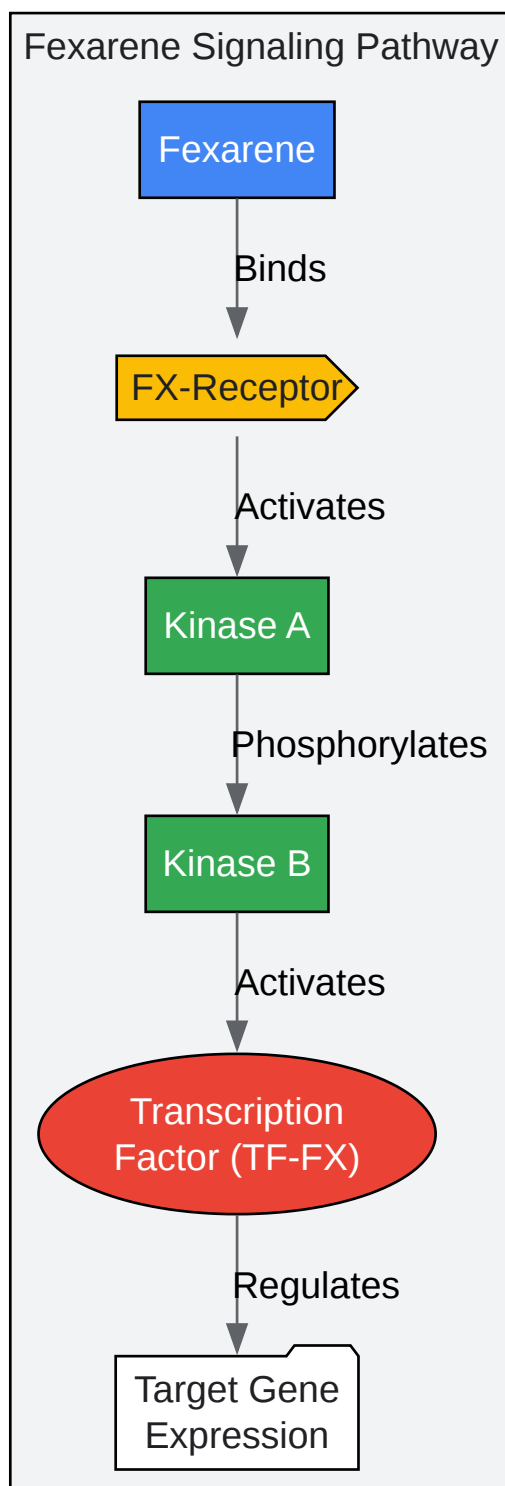 Fexarene Signaling Pathway
Fexarene
Binds
FX-Receptor
Activates
Kinase A
Phosphorylates
Kinase B
Activates
Transcription
Factor (TF-FX)
Regulates
Target Gene
Expression